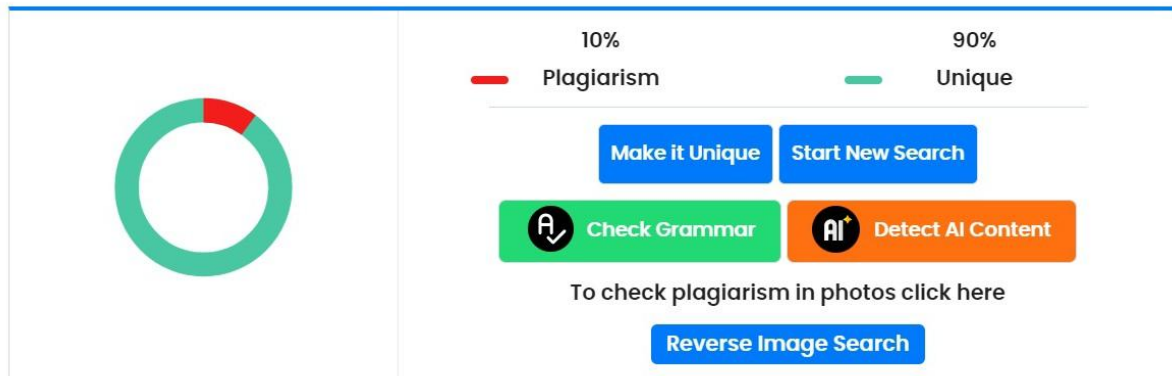 10% 90%
Plagiarism Unique
Make it Unique Start New Search
A Check Grammar AI Detect AI Content
To check plagiarism in photos click here
Reverse Image Search